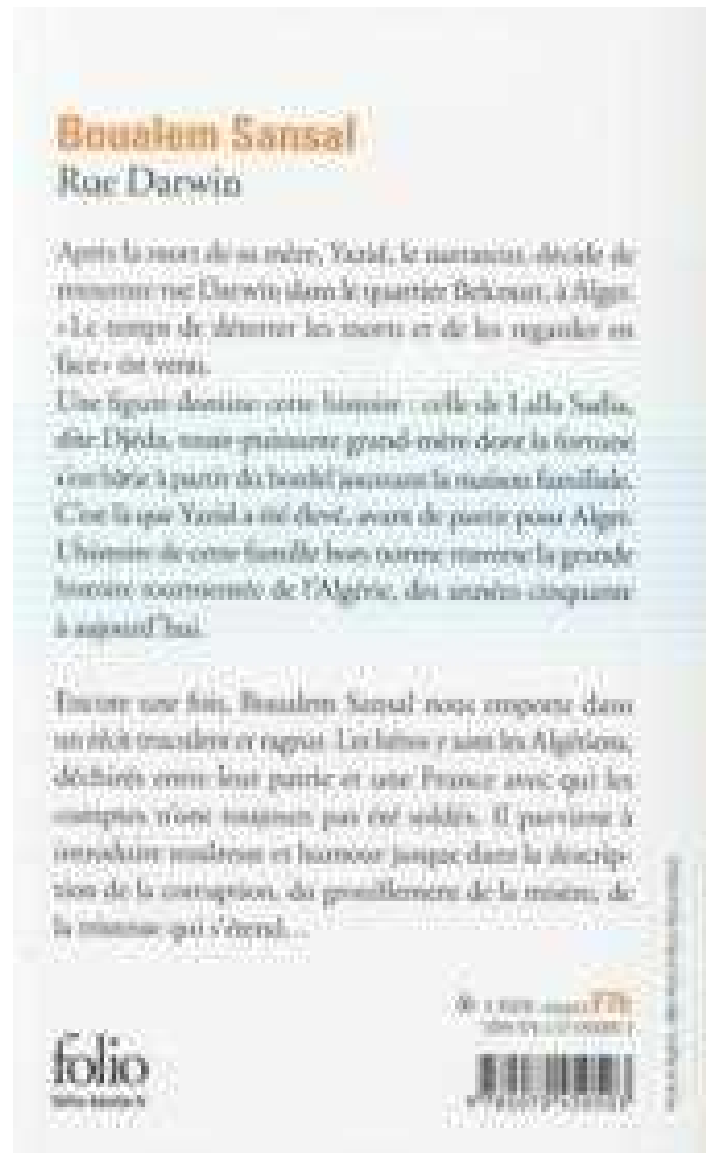 Boualem Sansal
Rue Darwin
Après la mort de sa mère, Yazid, le narrateur, décide de
retourner rue Darwin dans le quartier Belcourt, à Alger.
« Le temps de déterrer les morts et de les regarder en
face » est venu.
Une figure domine cette histoire : celle de Lalla Sadia,
dite Djéda, toute-puissante grand-mère dont la fortune
s'est bâtie à partir du bordel jouxtant la maison familiale.
C'est là que Yazid a été élevé, avant de partir pour Alger.
L'histoire de cette famille hors norme traverse la grande
histoire tourmentée de l'Algérie, des années cinquante
à aujourd'hui.
Encore une fois, Boualem Sansal nous emporte dans
un récit truculent et rageur. Les héros y sont les Algériens,
déchirés entre leur patrie et une France avec qui les
comptes n'ont toujours pas été soldés. Il parvient à
introduire tendresse et humour jusque dans la descrip-
tion de la corruption, du grouillement de la misère, de
la tristesse qui s'étend...
folio